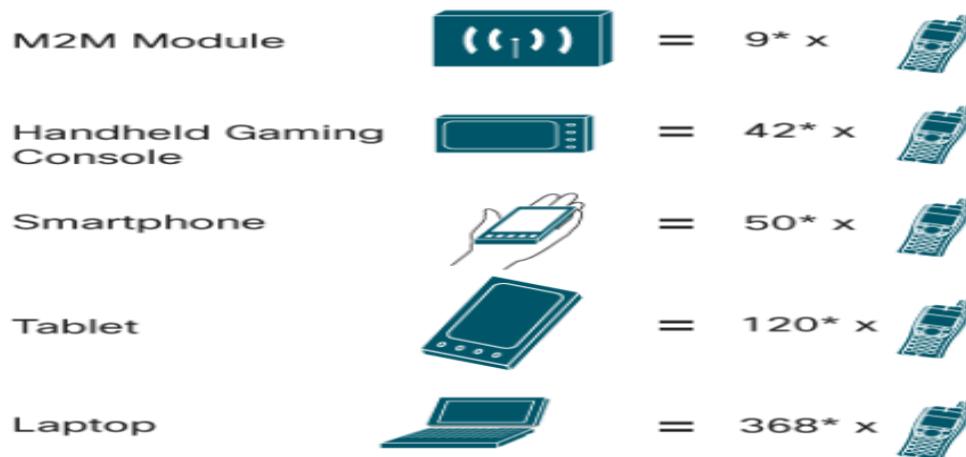 M2M Module = 9* x
Handheld Gaming
Console = 42* x
Smartphone = 50* x
Tablet = 120* x
Laptop = 368* x